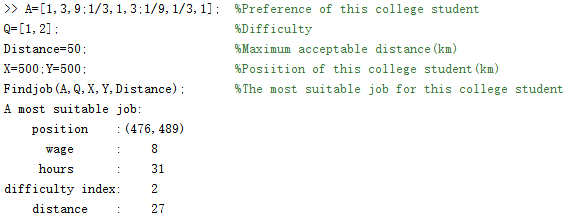 >> A=[1,3,9;1/3,1,3;1/9,1/3,1];  %Preference of this college student
Q=[1,2];                         %Difficulty
Distance=50;                     %Maximum acceptable distance(km)
X=500;Y=500;                     %Posiition of this college student(km)
Findjob(A,Q,X,Y,Distance);       %The most suitable job for this college student
A most suitable job:
    position    :(476,489)
      wage      :    8
      hours     :    31
difficulty index:    2
    distance    :    27